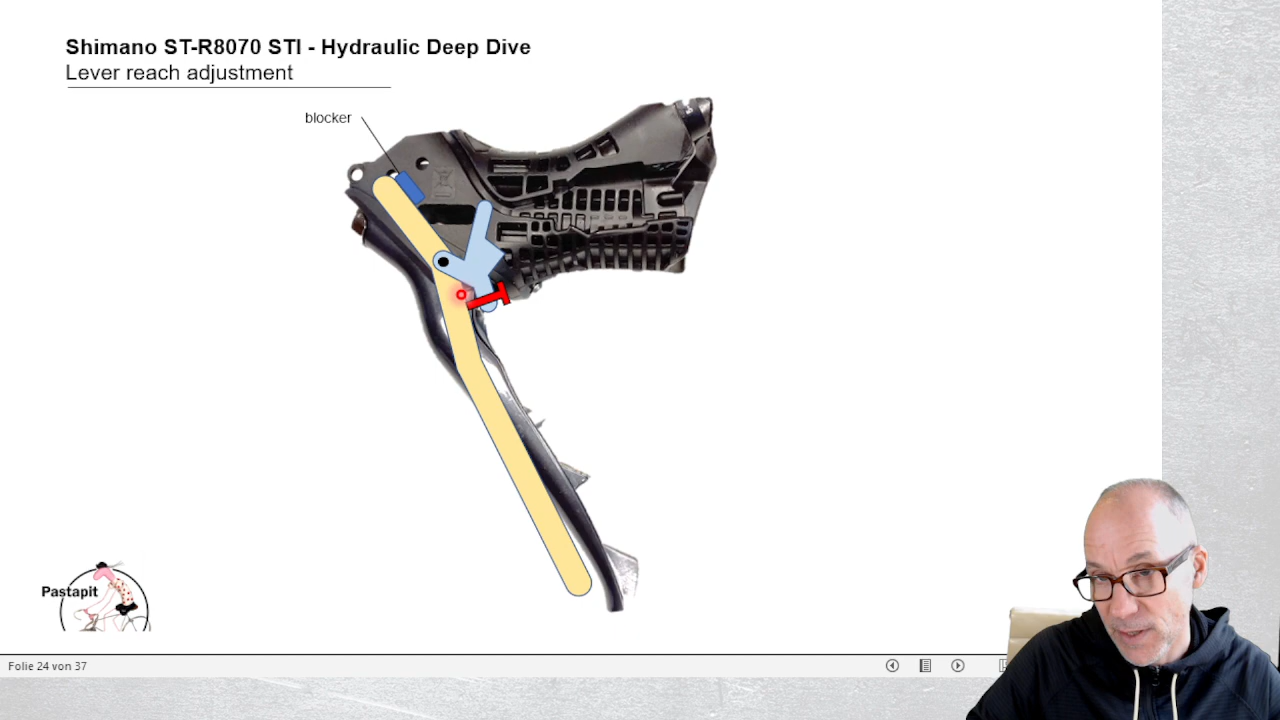 Shimano ST-R8070 STI - Hydraulic Deep Dive
Lever reach adjustment
blocker
Pastapit
Folie 24 von 37